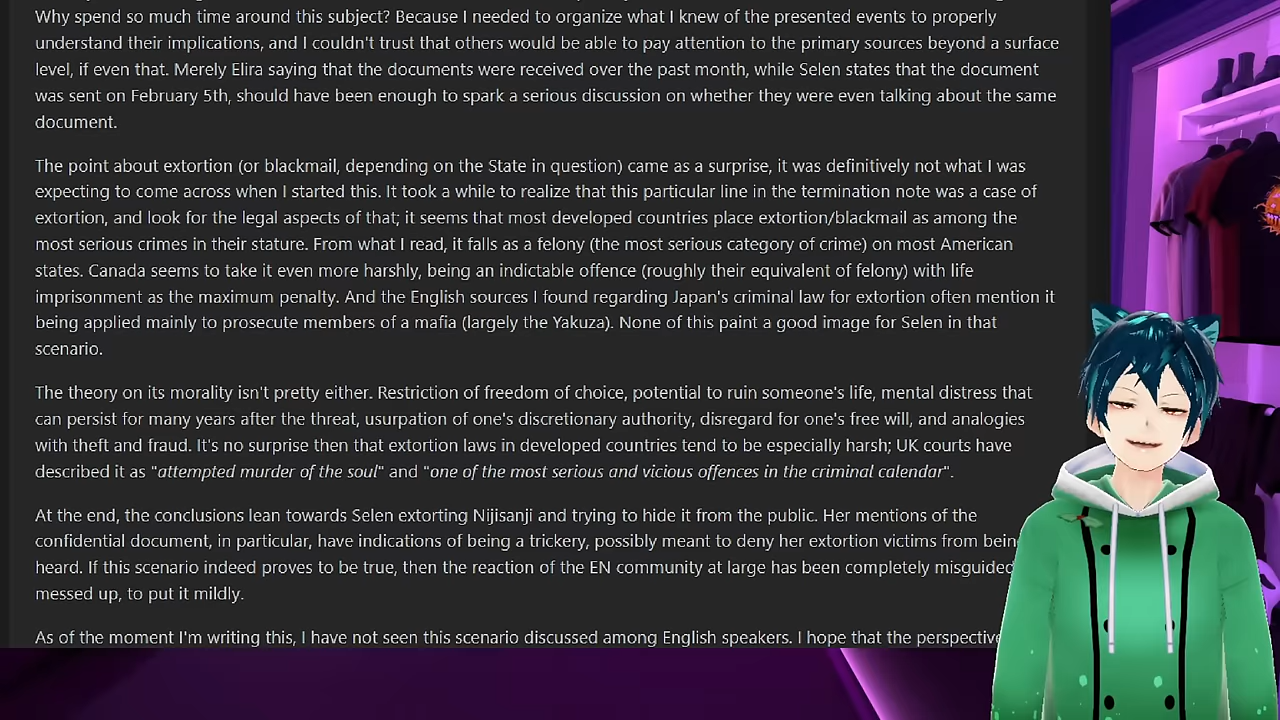 Why spend so much time around this subject? Because I needed to organize what I knew of the presented events to properly
understand their implications, and I couldn't trust that others would be able to pay attention to the primary sources beyond a surface
level, if even that. Merely Elira saying that the documents were received over the past month, while Selen states that the document
was sent on February 5th, should have been enough to spark a serious discussion on whether they were even talking about the same
document.
The point about extortion (or blackmail, depending on the State in question) came as a surprise, it was definitively not what I was
expecting to come across when I started this. It took a while to realize that this particular line in the termination note was a case of
extortion, and look for the legal aspects of that; it seems that most developed countries place extortion/blackmail as among the
most serious crimes in their stature. From what I read, it falls as a felony (the most serious category of crime) on most American
states. Canada seems to take it even more harshly, being an indictable offence (roughly their equivalent of felony) with life
imprisonment as the maximum penalty. And the English sources I found regarding Japan's criminal law for extortion often mention it
being applied mainly to prosecute members of a mafia (largely the Yakuza). None of this paint a good image for Selen in that
scenario.
The theory on its morality isn't pretty either. Restriction of freedom of choice, potential to ruin someone's life, mental distress that
can persist for many years after the threat, usurpation of one's discretionary authority, disregard for one's free will, and analogies
with theft and fraud. It's no surprise then that extortion laws in developed countries tend to be especially harsh; UK courts have
described it as "attempted murder of the soul" and "one of the most serious and vicious offences in the criminal calendar".
At the end, the conclusions lean towards Selen extorting Nijisanji and trying to hide it from the public. Her mentions of the
confidential document, in particular, have indications of being a trickery, possibly meant to deny her extortion victims from bein
heard. If this scenario indeed proves to be true, then the reaction of the EN community at large has been completely misguided
messed up, to put it mildly.
As of the moment I'm writing this, I have not seen this scenario discussed among English speakers. I hope that the perspective